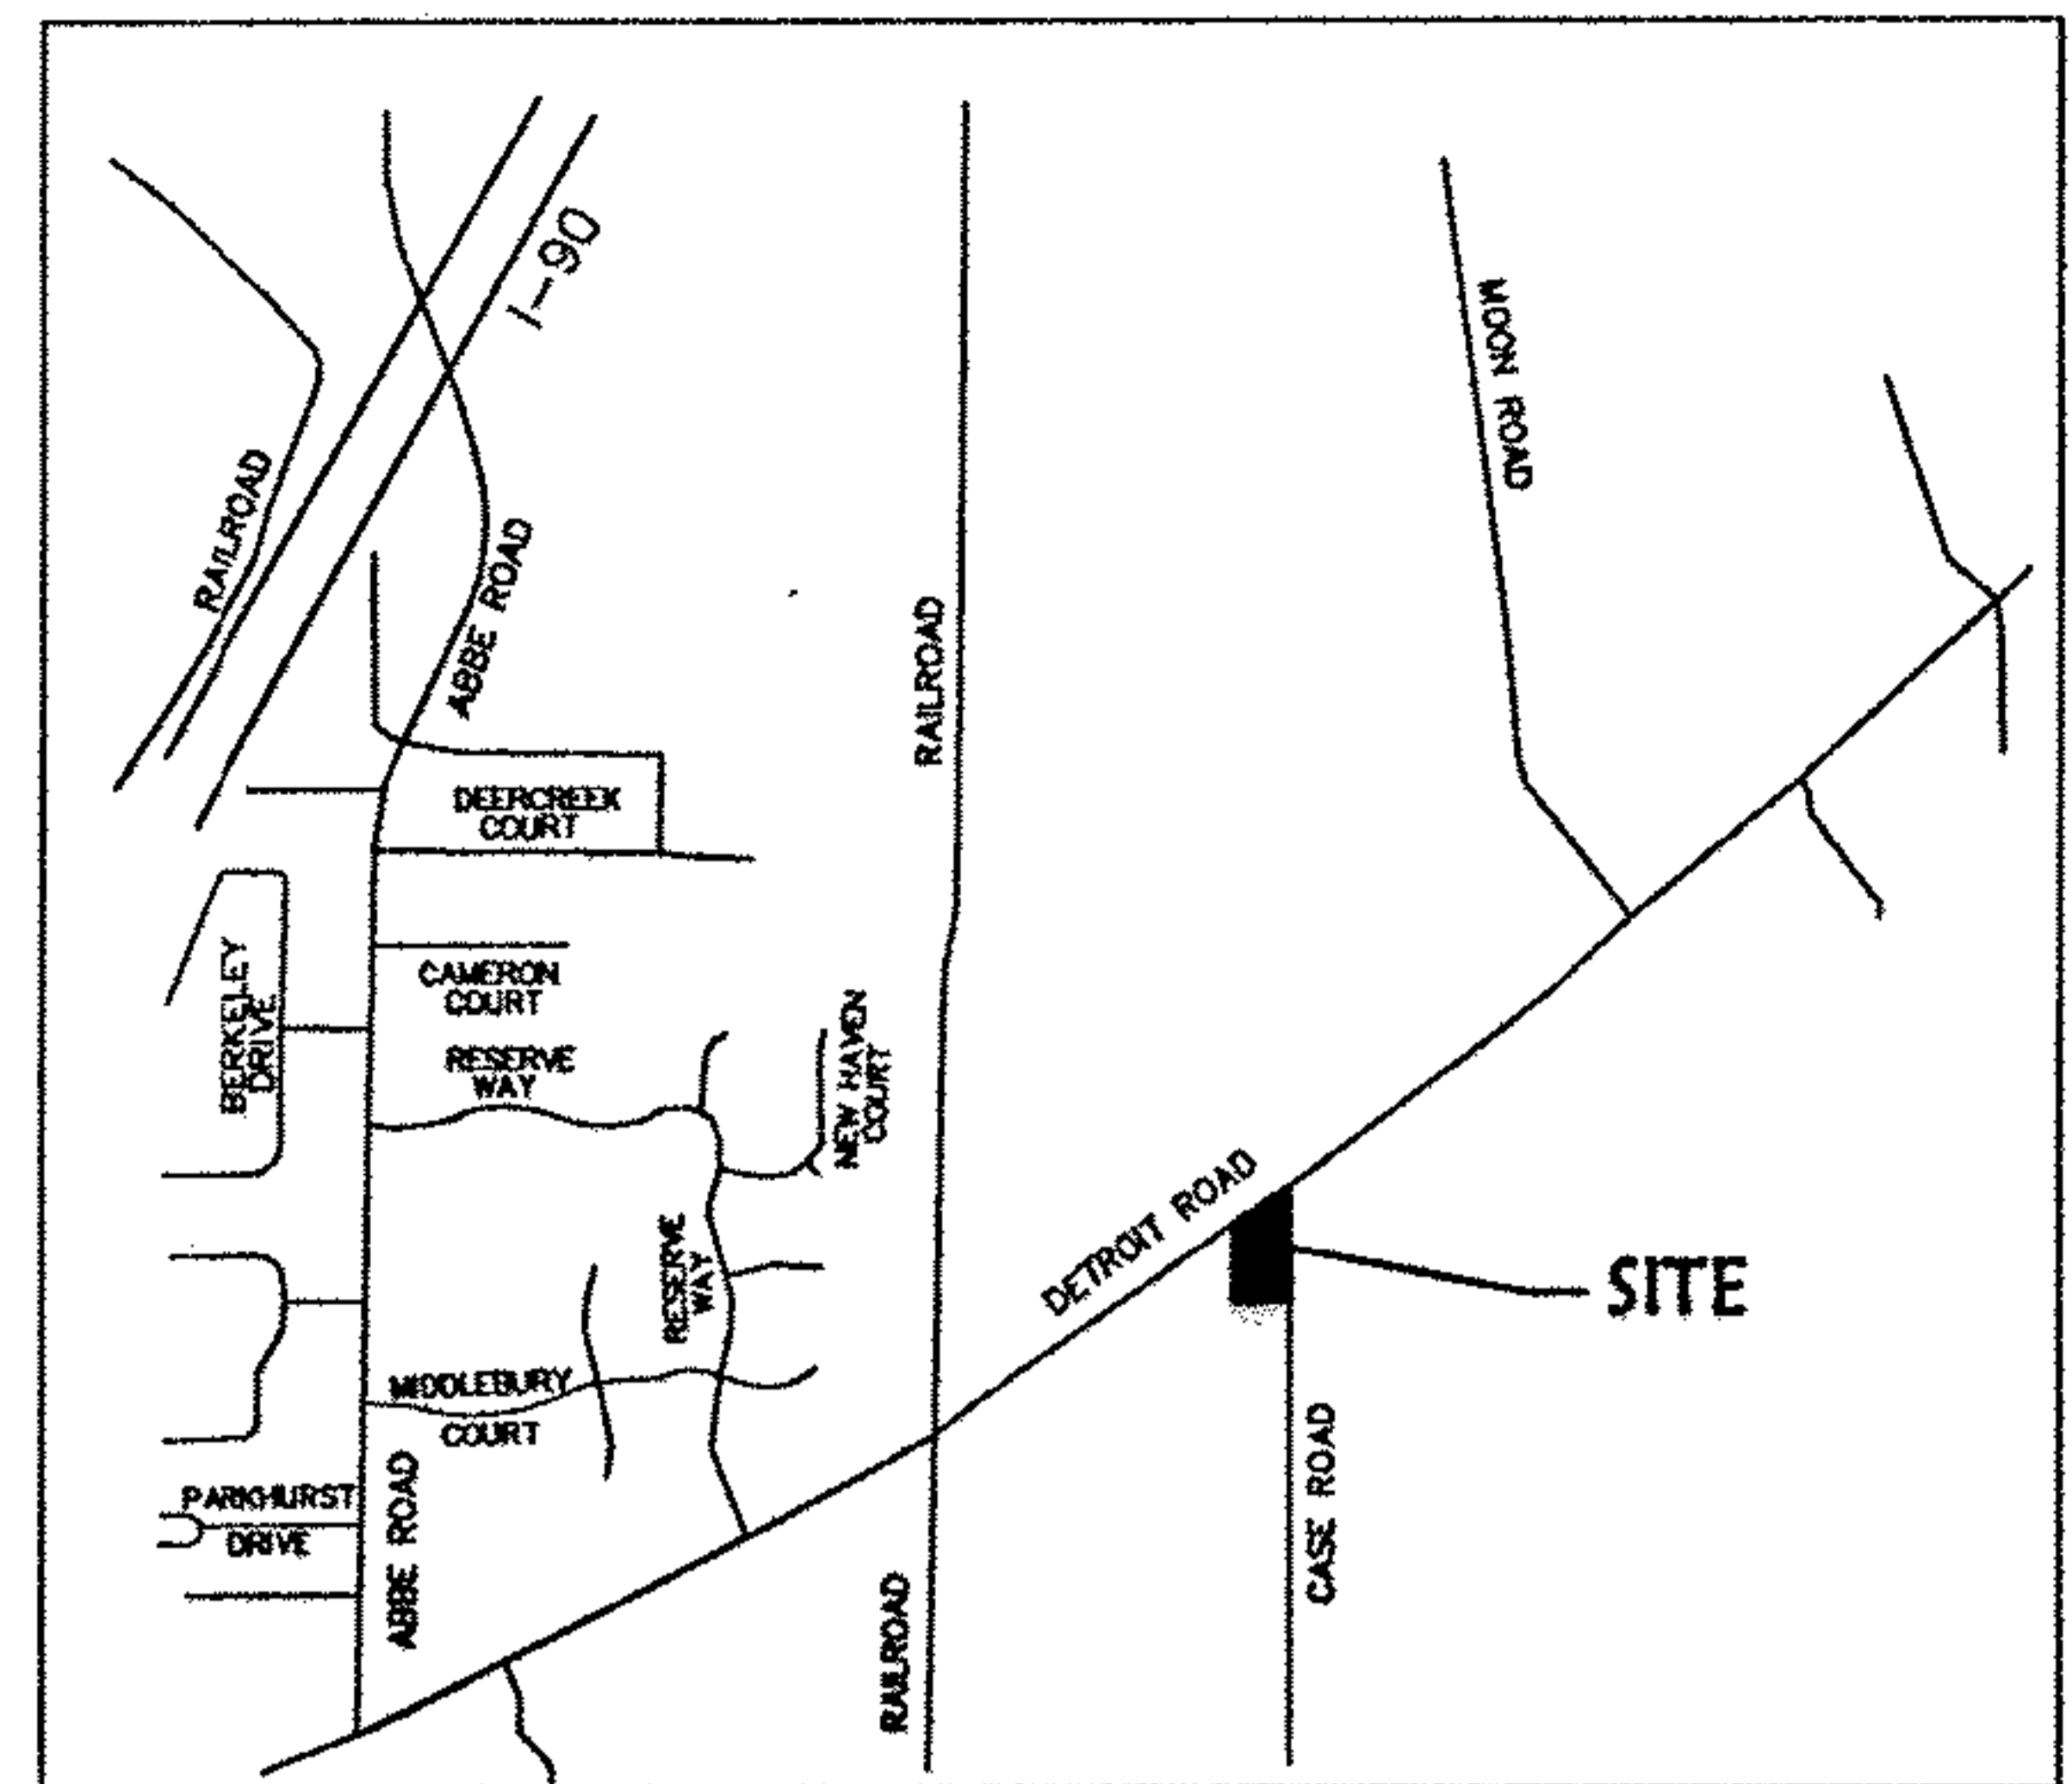 I-90
MOON ROAD
RAILROAD
ABBE ROAD
RAILROAD
DEERCREEK
COURT
BERKELEY
DRIVE
CAMERON
COURT
RESERVE
WAY
NEW HAVEN
COURT
DETROIT ROAD
RESERVE
WAY
SITE
MIDDLEBURY
COURT
CASE ROAD
ABBE ROAD
PARKHURST
DRIVE
RAILROAD